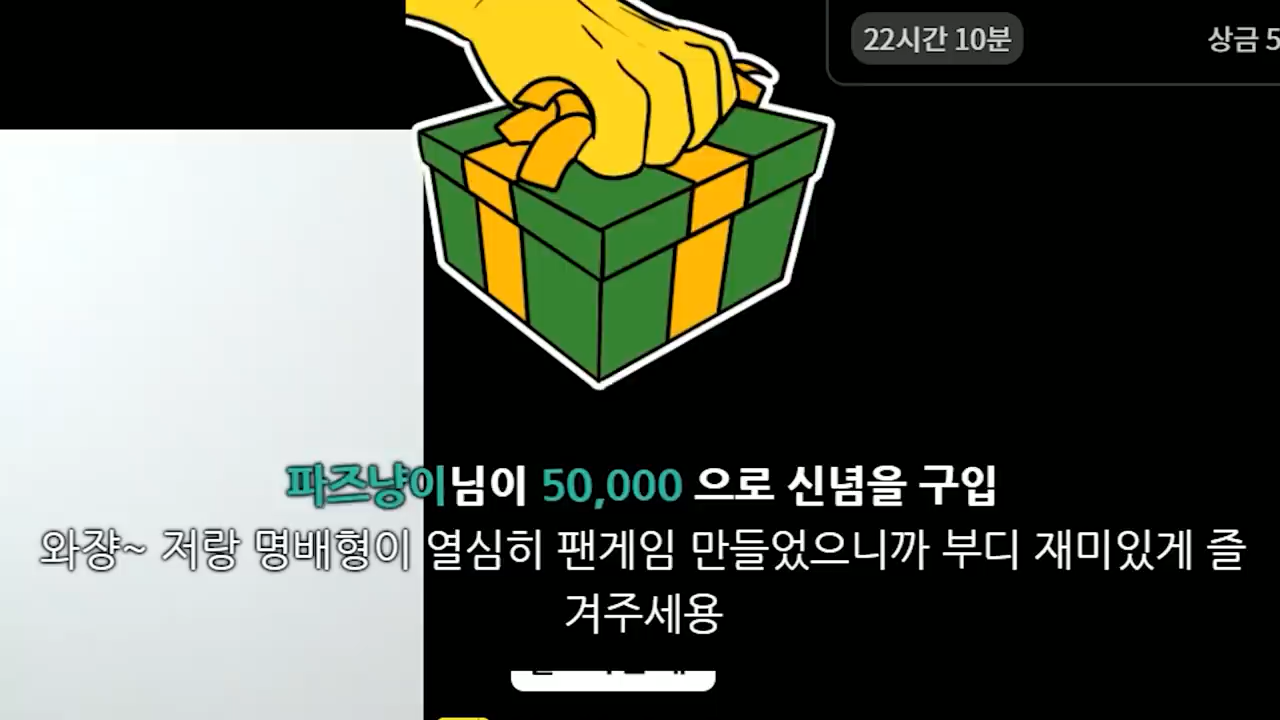 22시간 10분
상금 5
파즈냥이님이 50,000 으로 신념을 구입
와쟝~ 저랑 명배형이 열심히 팬게임 만들었으니까 부디 재미있게 즐
겨주세용